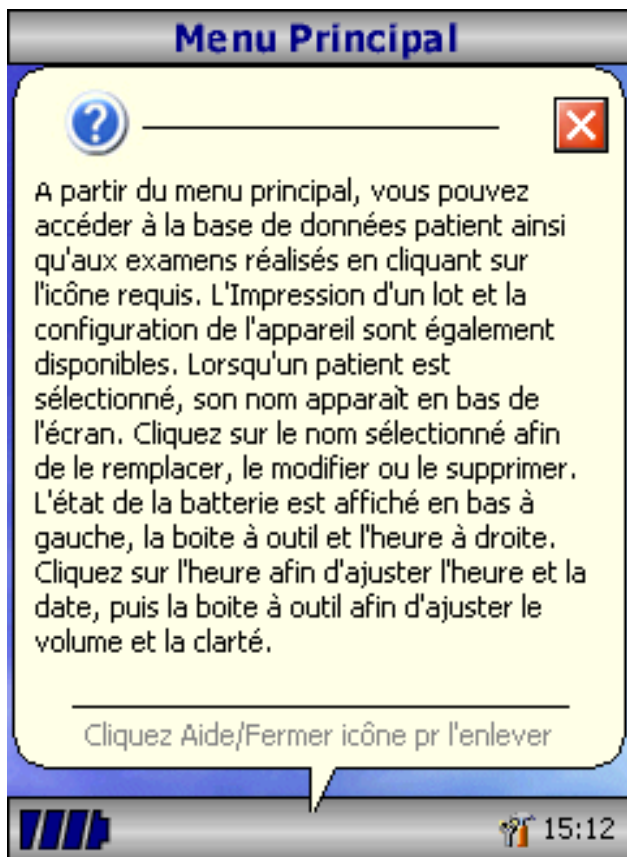 Menu Principal
A partir du menu principal, vous pouvez
accéder à la base de données patient ainsi
qu'aux examens réalisés en cliquant sur
l'icône requis. L'Impression d'un lot et la
configuration de l'appareil sont également
disponibles. Lorsqu'un patient est
sélectionné, son nom apparaît en bas de
l'écran. Cliquez sur le nom sélectionné afin
de le remplacer, le modifier ou le supprimer.
L'état de la batterie est affiché en bas à
gauche, la boite à outil et l'heure à droite.
Cliquez sur l'heure afin d'ajuster l'heure et la
date, puis la boite à outil afin d'ajuster le
volume et la clarté.
Cliquez Aide/Fermer icône pr l'enlever
15:12